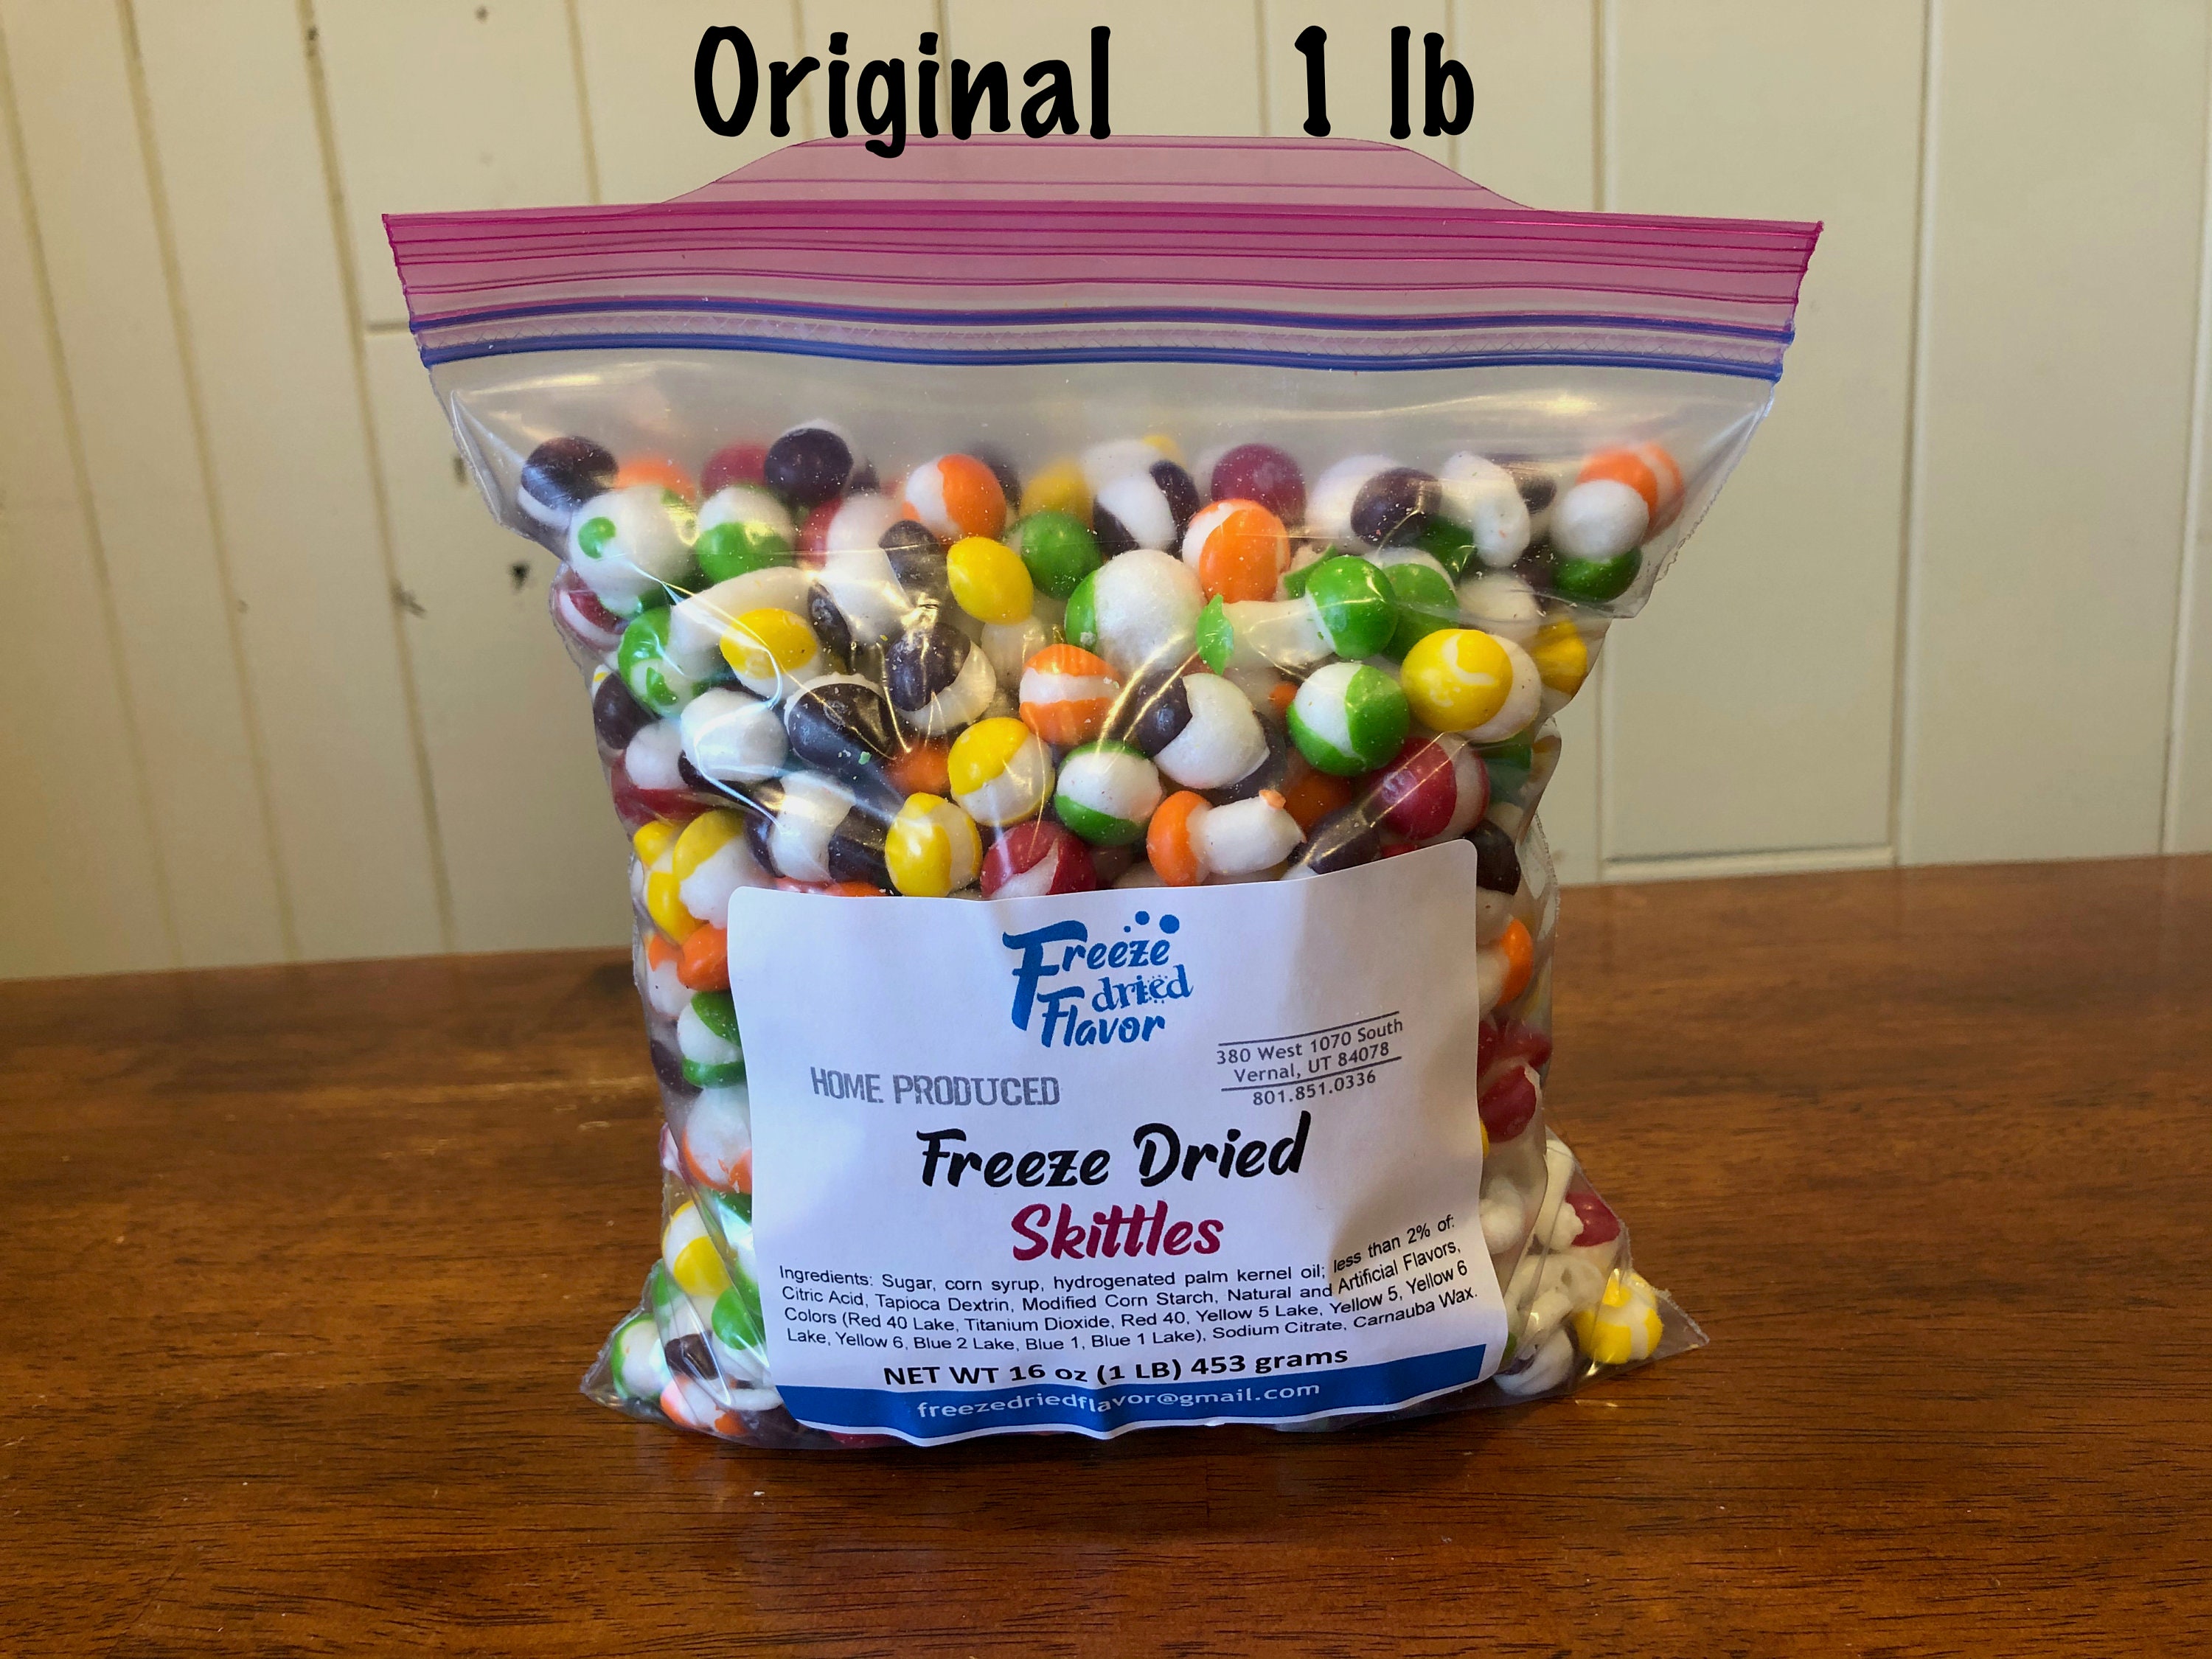 Original 1 lb
Freeze
dried
Flavor
380 West 1070 South
Vernal, UT 84078
801.851.0336
HOME PRODUCED
Freeze Dried
Skittles
Ingredients: Sugar, corn syrup, hydrogenated palm kernel oil; less than 2% of:
Citric Acid, Tapioca Dextrin, Modified Corn Starch, Natural and Artificial Flavors,
Colors (Red 40 Lake, Titanium Dioxide, Red 40, Yellow 5 Lake, Yellow 5, Yellow 6
Lake, Yellow 6, Blue 2 Lake, Blue 1, Blue 1 Lake), Sodium Citrate, Carnauba Wax.
NET WT 16 oz (1 LB) 453 grams
freezedriedflavor@gmail.com